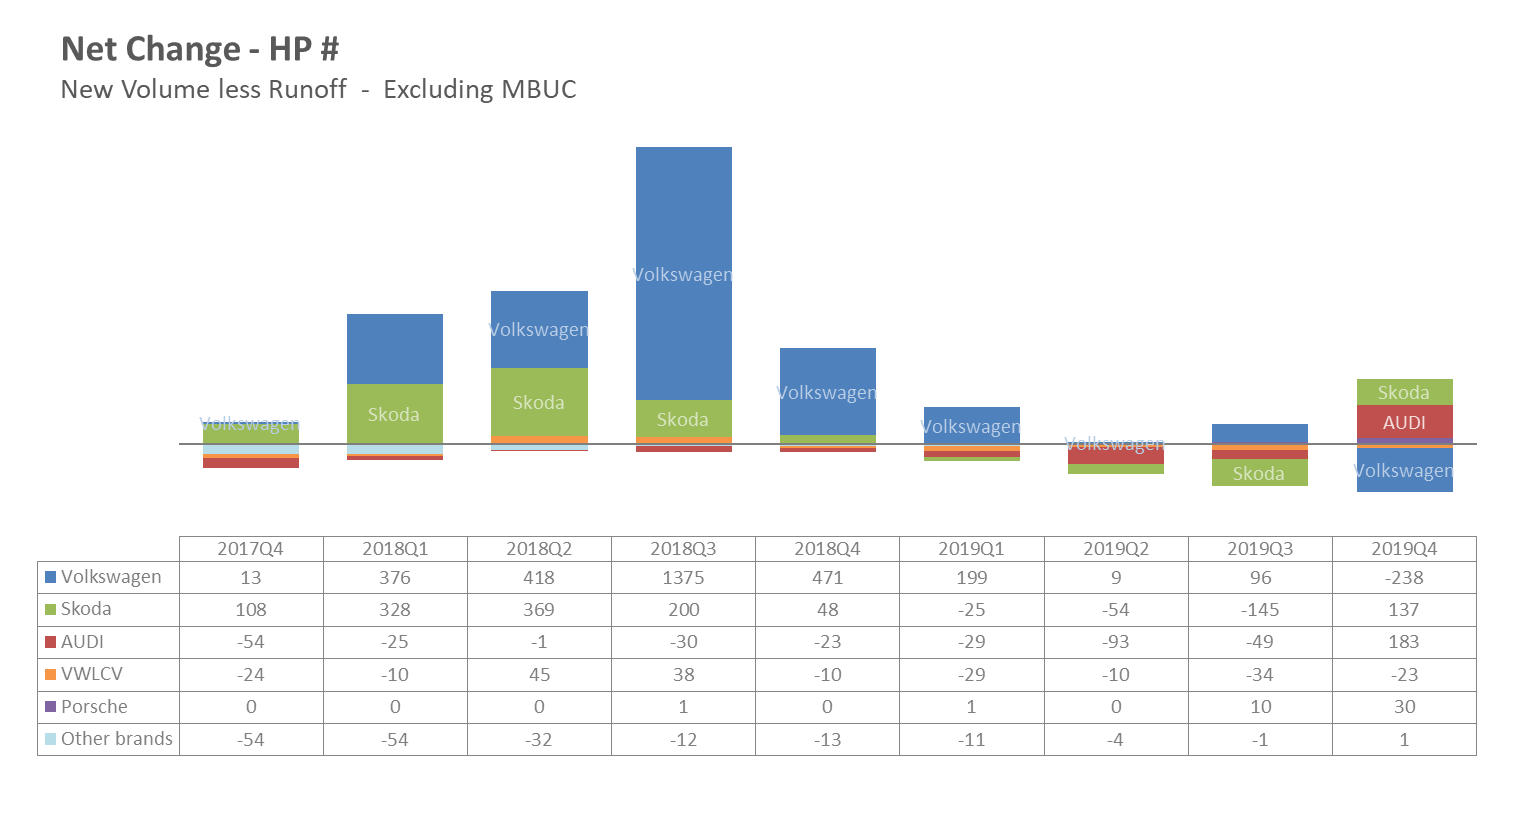 Net Change - HP #
New Volume less Runoff - Excluding MBUC
Volkswagen
Skoda
Volkswagen
Skoda
Volkswagen
Skoda
Volkswagen
Volkswagen
Volkswagen
Skoda
Skoda
AUDI
Volkswagen
2017Q4 2018Q1 2018Q2 2018Q3 2018Q4 2019Q1 2019Q2 2019Q3 2019Q4
Volkswagen 13 376 418 1375 471 199 9 96 -238
Skoda 108 328 369 200 48 -25 -54 -145 137
AUDI -54 -25 -1 -30 -23 -29 -93 -49 183
VWLCV -24 -10 45 38 -10 -29 -10 -34 -23
Porsche 0 0 0 1 0 1 0 10 30
Other brands -54 -54 -32 -12 -13 -11 -4 -1 1